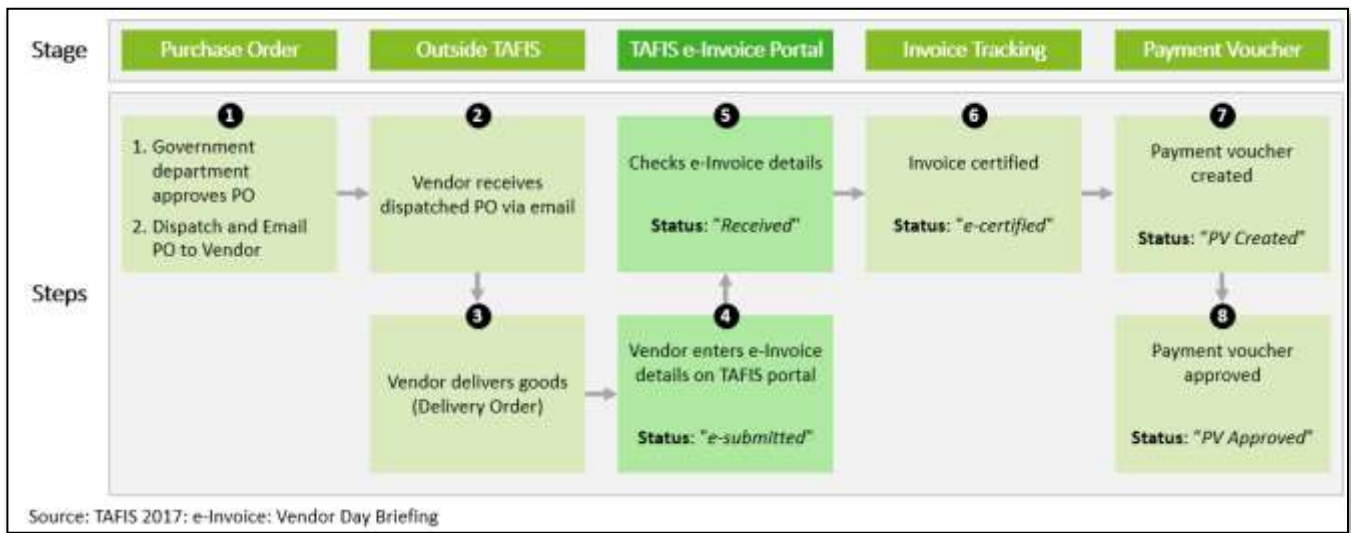 Stage
Purchase Order
Outside TAFIS
TAFIS e-Invoice Portal
Invoice Tracking
Payment Voucher
Steps
1
1. Government
department
approves PO
2. Dispatch and Email
PO to Vendor
2
Vendor receives
dispatched PO via email
3
Vendor delivers goods
(Delivery Order)
4
Vendor enters e-Invoice
details on TAFIS portal
Status: "e-submitted"
5
Checks e-Invoice details
Status: "Received"
6
Invoice certified
Status: "e-certified"
7
Payment voucher
created
Status: "PV Created"
8
Payment voucher
approved
Status: "PV Approved"
Source: TAFIS 2017: e-Invoice: Vendor Day Briefing